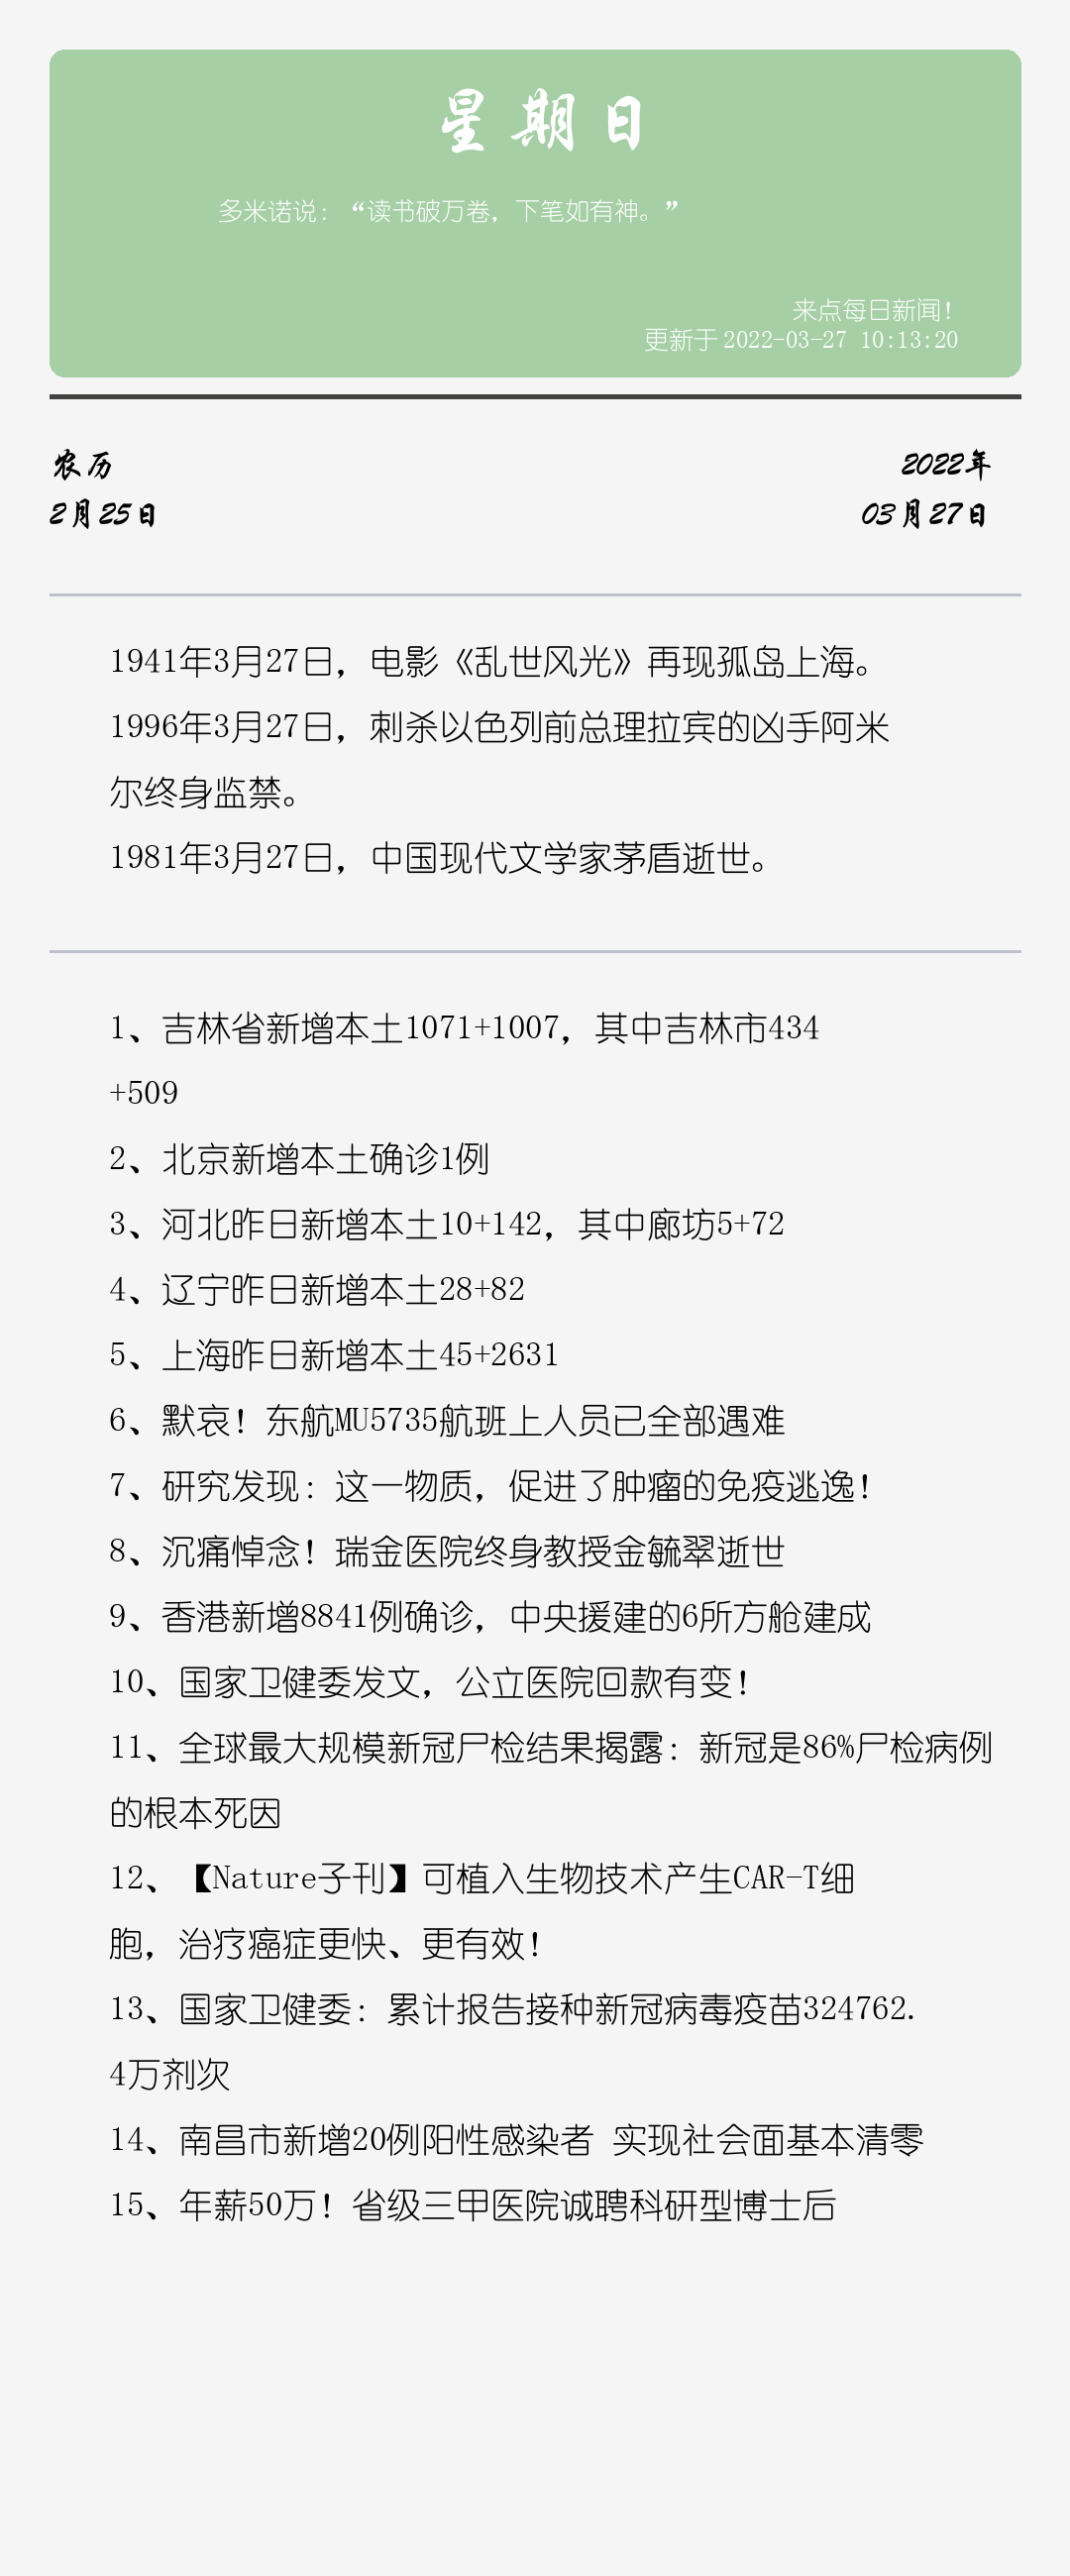 星期日
多米诺说：“读书破万卷，下笔如有神。”
来点每日新闻！
更新于 2022-03-27 10:13:20
农历
2月25日
2022年
03月27日
1941年3月27日，电影《乱世风光》再现孤岛上海。
1996年3月27日，刺杀以色列前总理拉宾的凶手阿米
尔终身监禁。
1981年3月27日，中国现代文学家茅盾逝世。
1、吉林省新增本土1071+1007，其中吉林市434
+509
2、北京新增本土确诊1例
3、河北昨日新增本土10+142，其中廊坊5+72
4、辽宁昨日新增本土28+82
5、上海昨日新增本土45+2631
6、默哀！东航MU5735航班上人员已全部遇难
7、研究发现：这一物质，促进了肿瘤的免疫逃逸！
8、沉痛悼念！瑞金医院终身教授金毓翠逝世
9、香港新增8841例确诊，中央援建的6所方舱建成
10、国家卫健委发文，公立医院回款有变！
11、全球最大规模新冠尸检结果揭露：新冠是86%尸检病例
的根本死因
12、【Nature子刊】可植入生物技术产生CAR-T细
胞，治疗癌症更快、更有效！
13、国家卫健委：累计报告接种新冠病毒疫苗324762.
4万剂次
14、南昌市新增20例阳性感染者 实现社会面基本清零
15、年薪50万！省级三甲医院诚聘科研型博士后